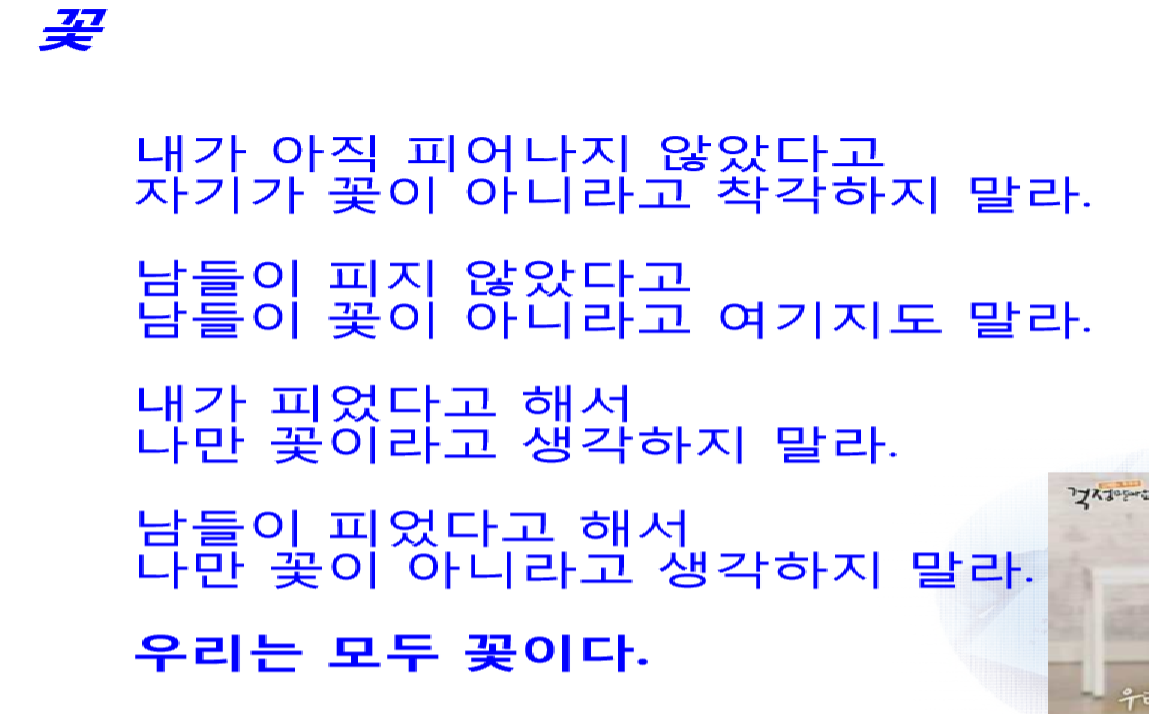 꽃
내가 아직 피어나지 않았다고
자기가 꽃이 아니라고 착각하지 말라.
남들이 피지 않았다고
남들이 꽃이 아니라고 여기지도 말라.
내가 피었다고 해서
나만 꽃이라고 생각하지 말라.
남들이 피었다고 해서
나만 꽃이 아니라고 생각하지 말라.
우리는 모두 꽃이다.